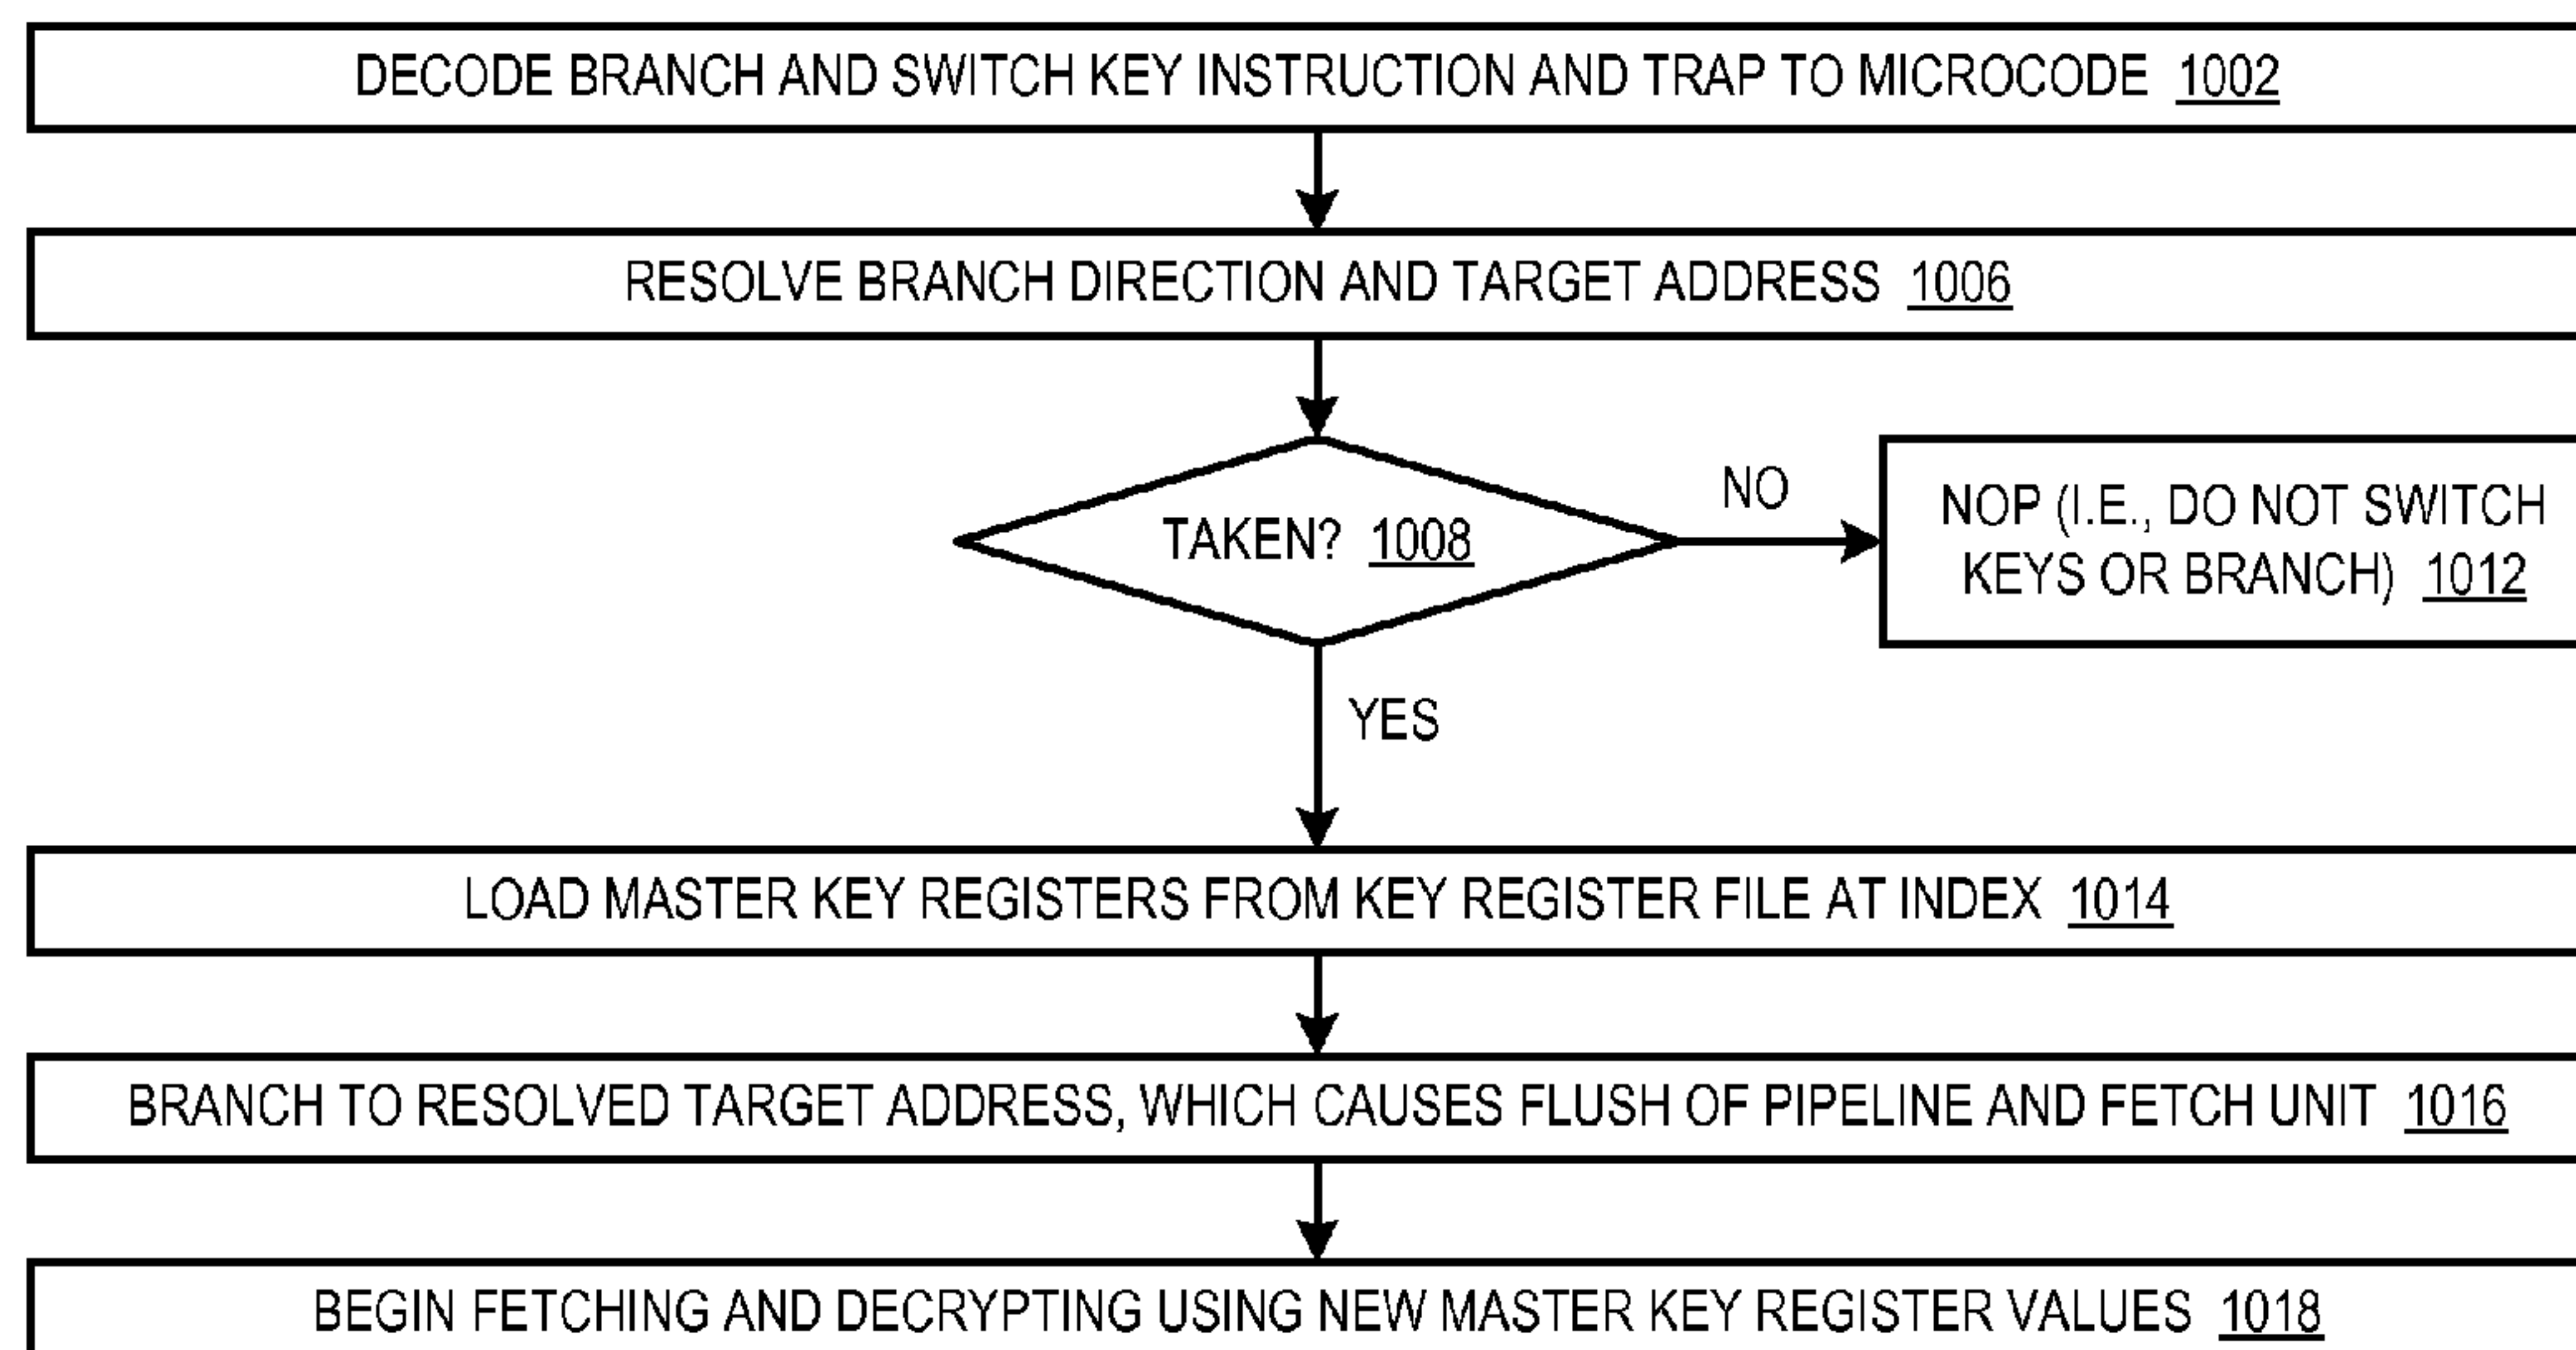 DECODE BRANCH AND SWITCH KEY INSTRUCTION AND TRAP TO MICROCODE 1002
RESOLVE BRANCH DIRECTION AND TARGET ADDRESS 1006
TAKEN? 1008
NO
NOP (I.E., DO NOT SWITCH
KEYS OR BRANCH) 1012
YES
LOAD MASTER KEY REGISTERS FROM KEY REGISTER FILE AT INDEX 1014
BRANCH TO RESOLVED TARGET ADDRESS, WHICH CAUSES FLUSH OF PIPELINE AND FETCH UNIT 1016
BEGIN FETCHING AND DECRYPTING USING NEW MASTER KEY REGISTER VALUES 1018